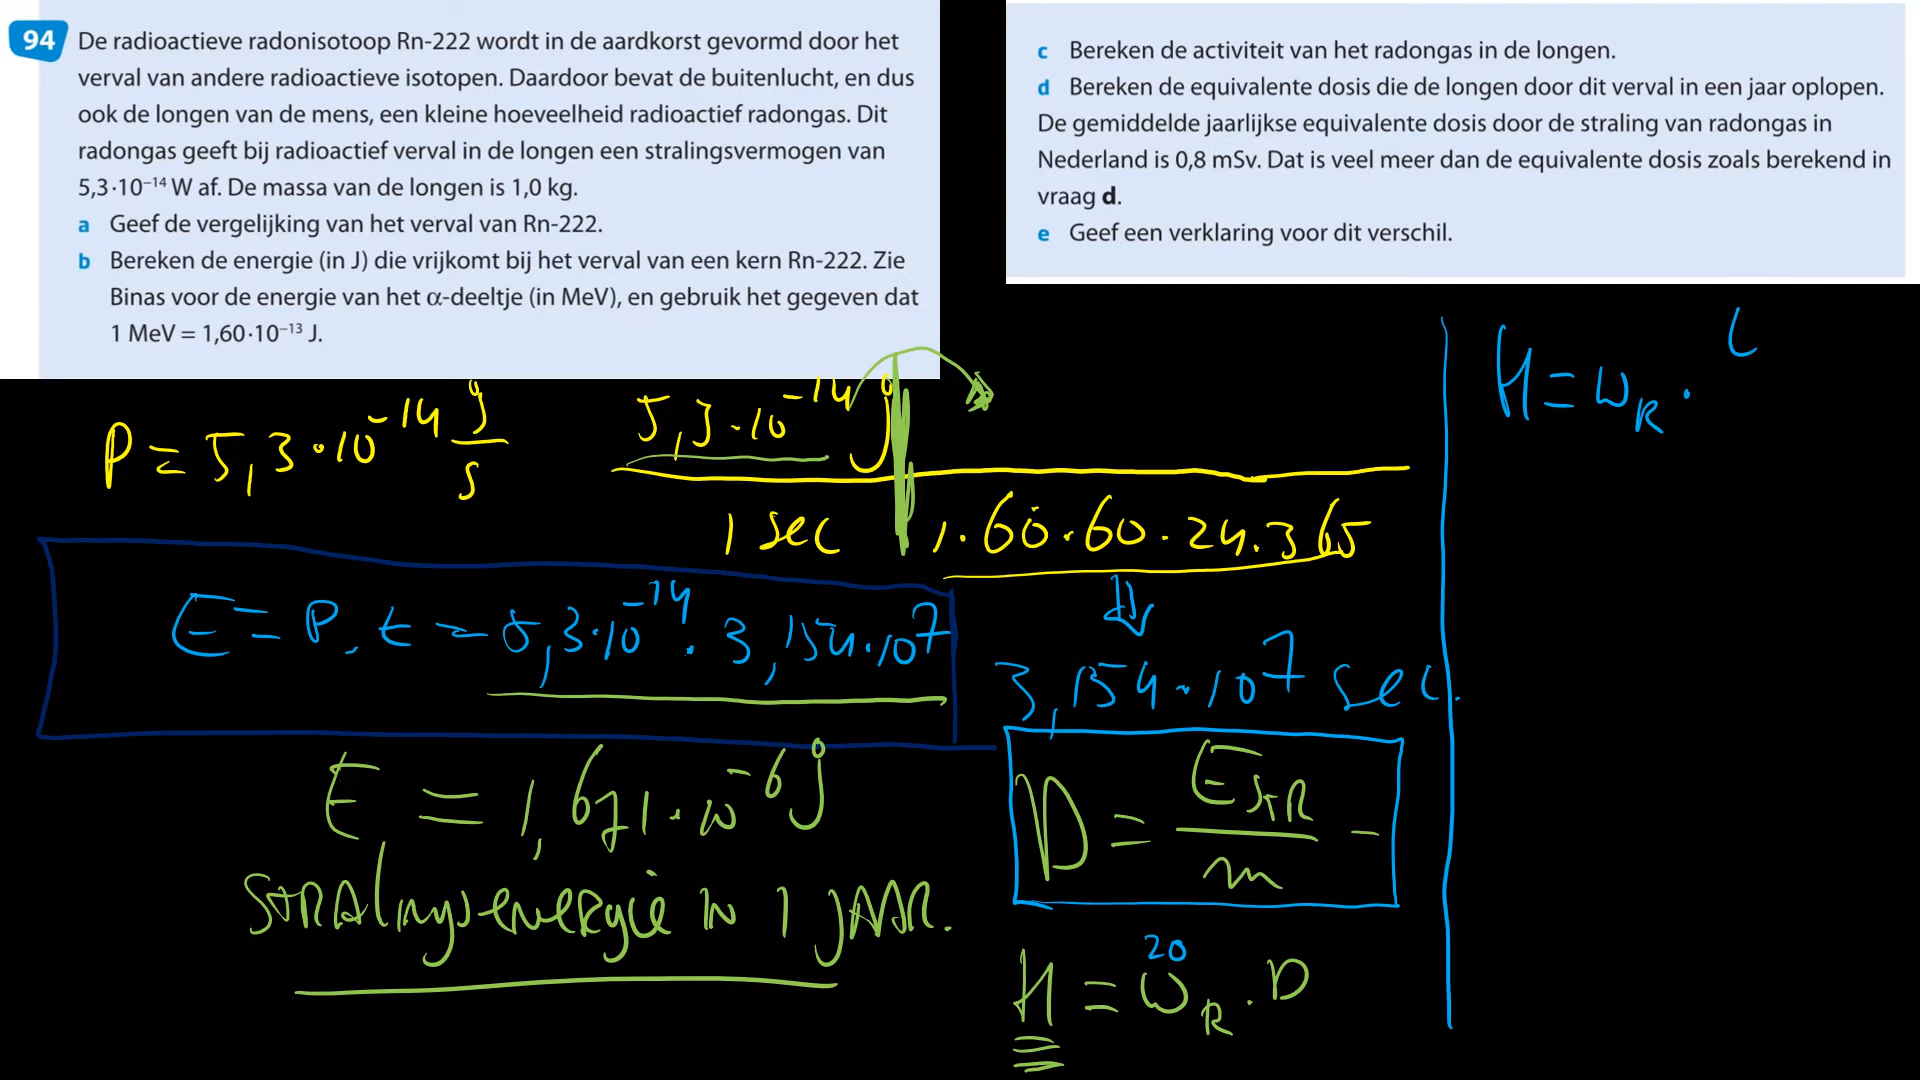 94 De radioactieve radonisotoop Rn-222 wordt in de aardkorst gevormd door het
verval van andere radioactieve isotopen. Daardoor bevat de buitenlucht, en dus
ook de longen van de mens, een kleine hoeveelheid radioactief radongas. Dit
radongas geeft bij radioactief verval in de longen een stralingsvermogen van
5,3·10⁻¹⁴ W af. De massa van de longen is 1,0 kg.
a Geef de vergelijking van het verval van Rn-222.
b Bereken de energie (in J) die vrijkomt bij het verval van een kern Rn-222. Zie
Binas voor de energie van het α-deeltje (in MeV), en gebruik het gegeven dat
1 MeV = 1,60·10⁻¹³ J.
c Bereken de activiteit van het radongas in de longen.
d Bereken de equivalente dosis die de longen door dit verval in een jaar oplopen.
De gemiddelde jaarlijkse equivalente dosis door de straling van radongas in
Nederland is 0,8 mSv. Dat is veel meer dan de equivalente dosis zoals berekend in
vraag d.
e Geef een verklaring voor dit verschil.
P = 5,3·10⁻¹⁴ J/s
5,3·10⁻¹⁴ J
1 sec
1·60·60·24·365
E = P·t = 5,3·10⁻¹⁴ · 3,154·10⁷
3,154·10⁷ sec.
E = 1,671·10⁻⁶ J
STRAlingsenergie in 1 JAAR.
D = E_STR / m =
20
H = ω_R · D
H = ω_R ·